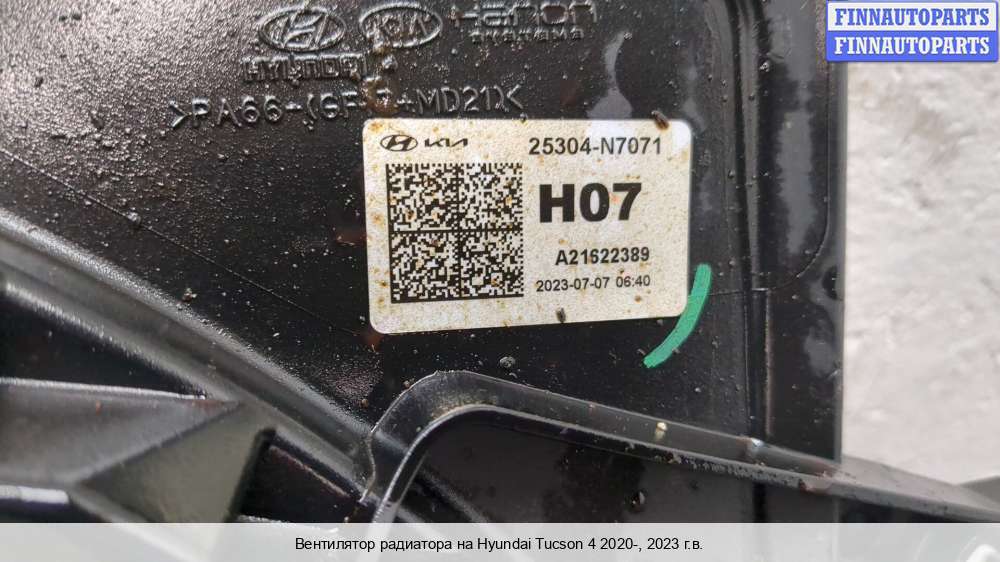 FINNAUTOPARTS
FINNAUTOPARTS
HYUNDAI KIA Hanon
KIA 25304-N7071
H07
A21622389
2023-07-07 06:40
Вентилятор радиатора на Hyundai Tucson 4 2020-, 2023 г.в.